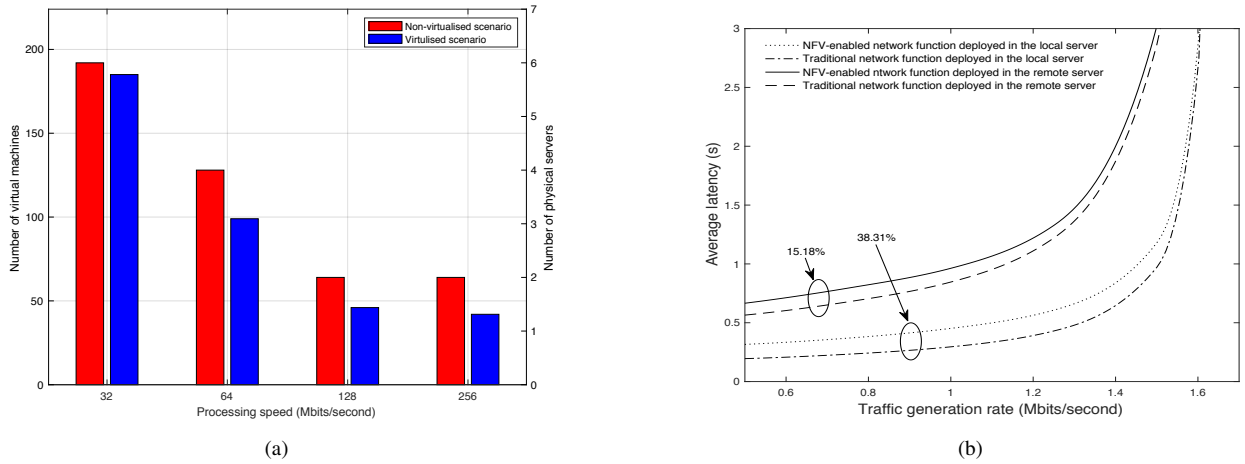 Non-virtualised scenario
Virtulised scenario
Number of virtual machines
0
50
100
150
200
Number of physical servers
0
1
2
3
4
5
6
7
32
64
128
256
Processing speed (Mbits/second)
(a)
NFV-enabled network function deployed in the local server
Traditional network function deployed in the local server
NFV-enabled ntwork function deployed in the remote server
Traditional network function deployed in the remote server
15.18%
38.31%
Average latency (s)
0
0.5
1
1.5
2
2.5
3
0.6
0.8
1
1.2
1.4
1.6
Traffic generation rate (Mbits/second)
(b)